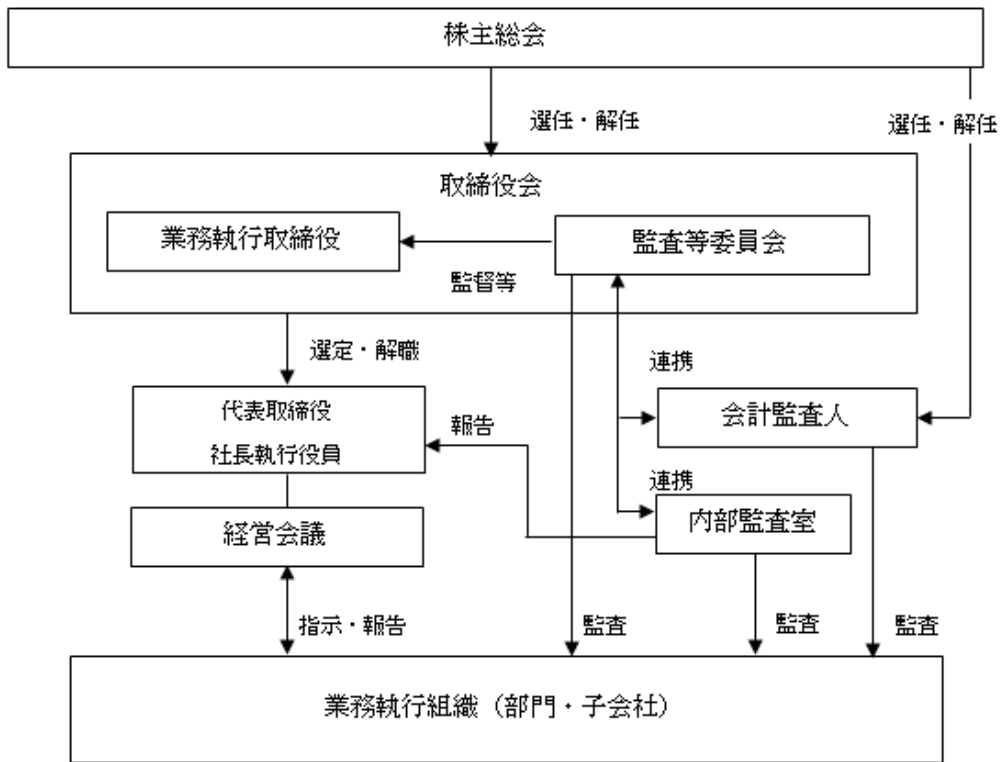 株主総会
選任・解任
選任・解任
取締役会
業務執行取締役
監査等委員会
監督等
選定・解職
連携
代表取締役
社長執行役員
報告
会計監査人
連携
経営会議
内部監査室
指示・報告
監査
監査
監査
業務執行組織（部門・子会社）